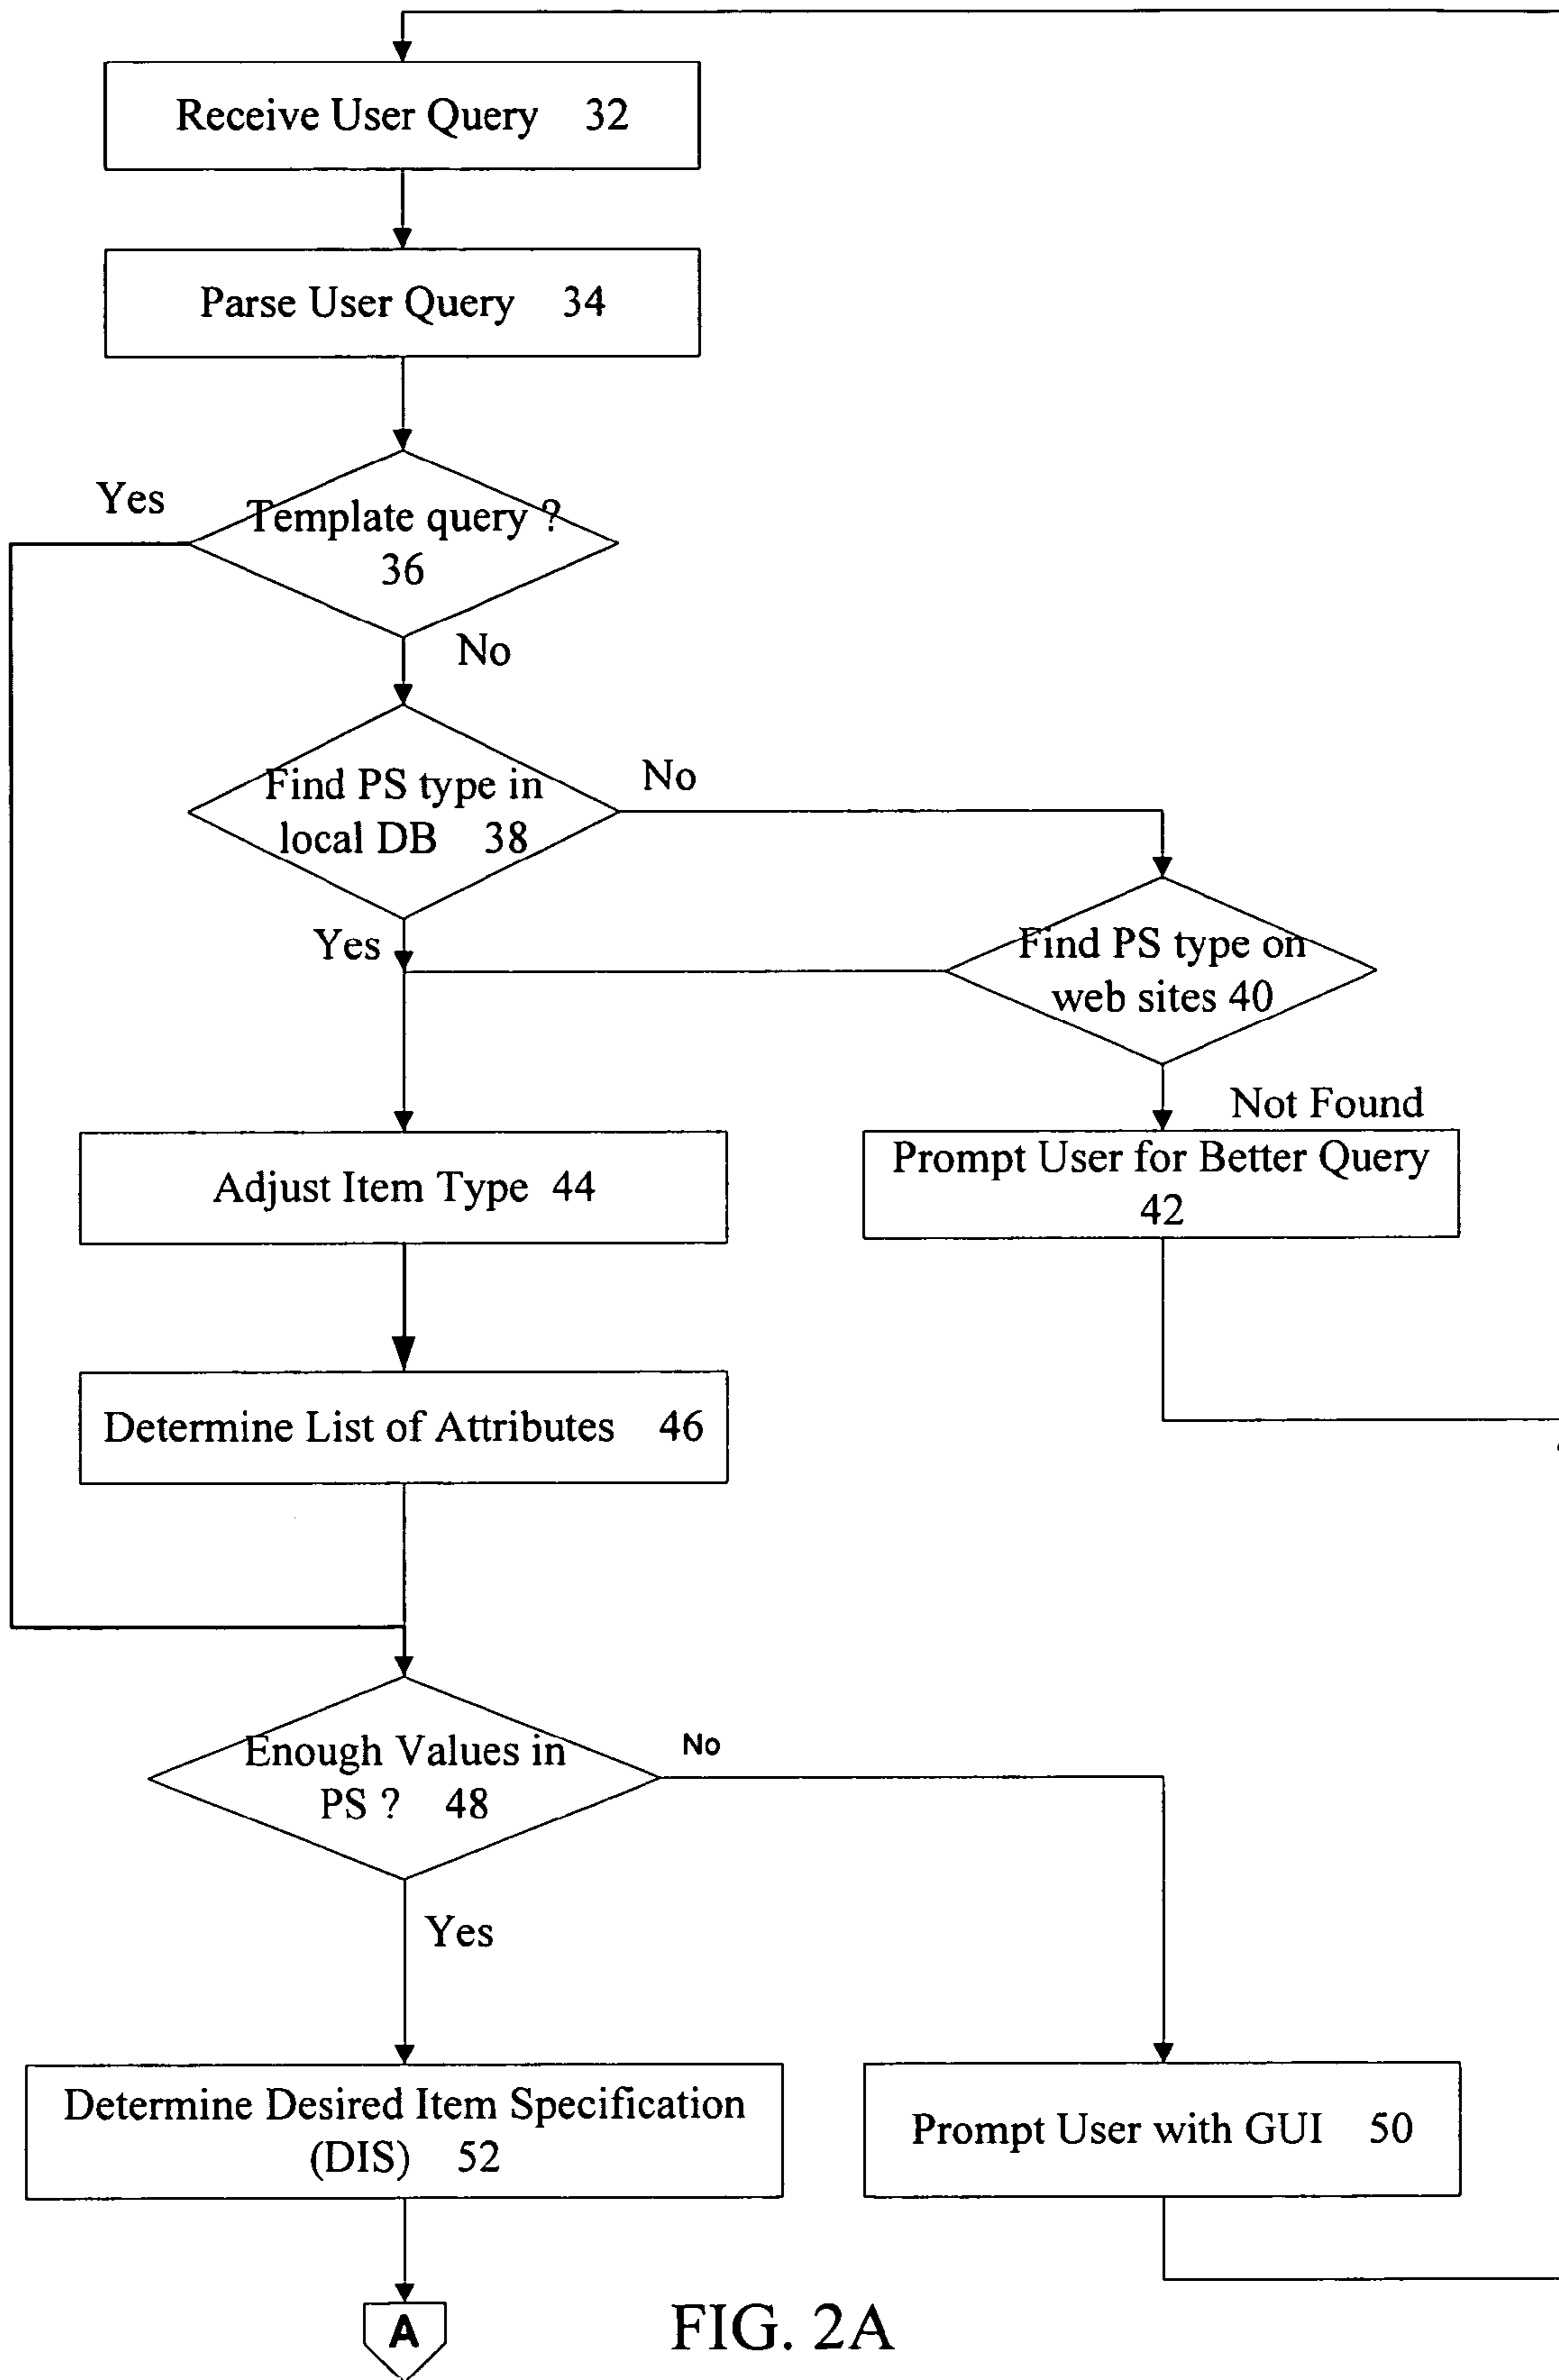 Receive User Query 32
Parse User Query 34
Yes
Template query ?
36
No
Find PS type in
local DB 38
No
Yes
Find PS type on
web sites 40
Not Found
Prompt User for Better Query
42
Adjust Item Type 44
Determine List of Attributes 46
Enough Values in
PS ? 48
No
Yes
Determine Desired Item Specification
(DIS) 52
Prompt User with GUI 50
A
FIG. 2A